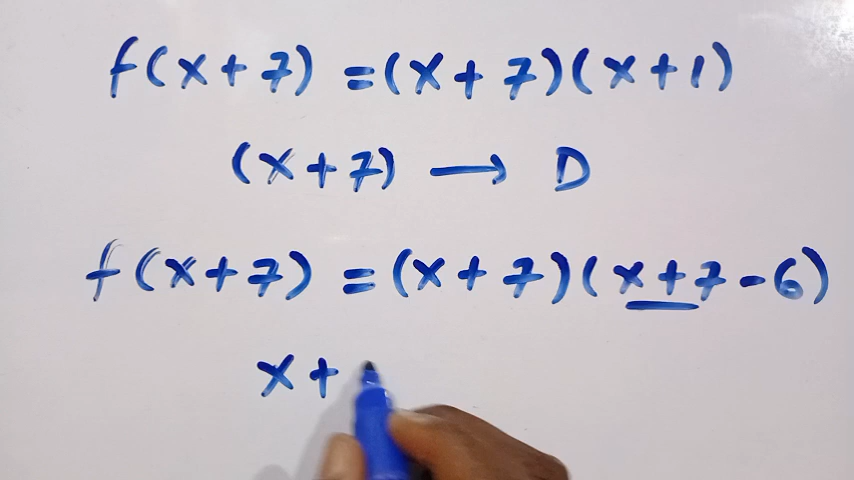 f(x+7) =(x+7)(x+1)
(x+7) → D
f(x+7) =(x+7)(x+7-6)
x+